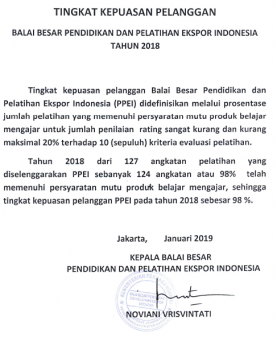 TINGKAT KEPUASAN PELANGGAN
BALAI BESAR PENDIDIKAN DAN PELATIHAN EKSPOR INDONESIA
TAHUN 2018
Tingkat kepuasan pelanggan Balai Besar Pendidikan dan
Pelatihan Ekspor Indonesia (PPEI) didefinisikan melalui prosentase
jumlah pelatihan yang memenuhi persyaratan mutu produk belajar
mengajar untuk jumlah penilaian rating sangat kurang dan kurang
maksimal 20% terhadap 10 (sepuluh) kriteria evaluasi pelatihan.
Tahun 2018 dari 127 angkatan pelatihan yang
diselenggarakan PPEI sebanyak 124 angkatan atau 98% telah
memenuhi persyaratan mutu produk belajar mengajar, sehingga
tingkat kepuasan pelanggan PPEI pada tahun 2018 sebesar 98 %.
Jakarta, Januari 2019
KEPALA BALAI BESAR
PENDIDIKAN DAN PELATIHAN EKSPOR INDONESIA
NOVIANI VRISVINTATI